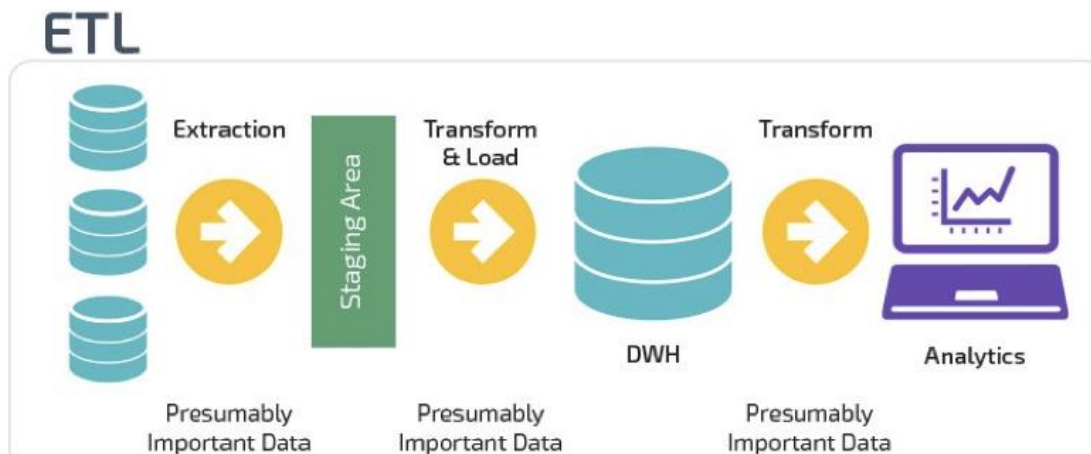 ETL
Extraction
Staging Area
Transform
& Load
Transform
DWH
Analytics
Presumably
Important Data
Presumably
Important Data
Presumably
Important Data